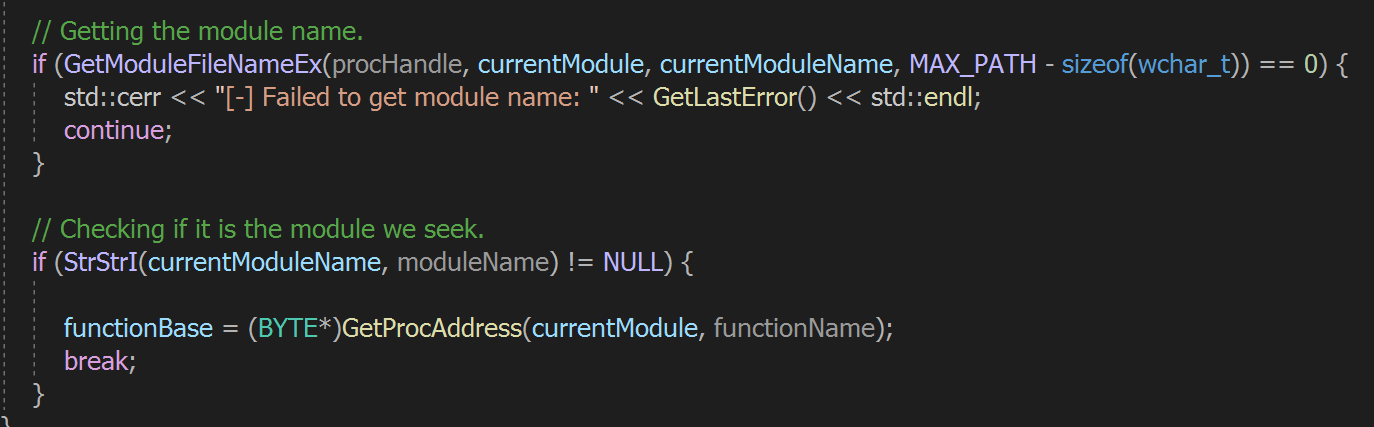 // Getting the module name.
if (GetModuleFileNameEx(procHandle, currentModule, currentModuleName, MAX_PATH - sizeof(wchar_t)) == 0) {
std::cerr << "[-] Failed to get module name: " << GetLastError() << std::endl;
continue;
}
// Checking if it is the module we seek.
if (StrStrI(currentModuleName, moduleName) != NULL) {
functionBase = (BYTE*)GetProcAddress(currentModule, functionName);
break;
}
}